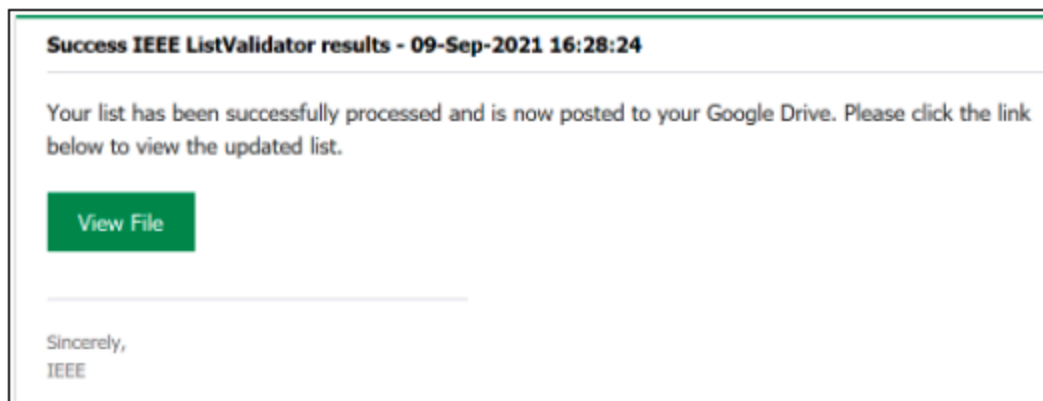 Success IEEE ListValidator results - 09-Sep-2021 16:28:24
Your list has been successfully processed and is now posted to your Google Drive. Please click the link
below to view the updated list.
View File
Sincerely,
IEEE